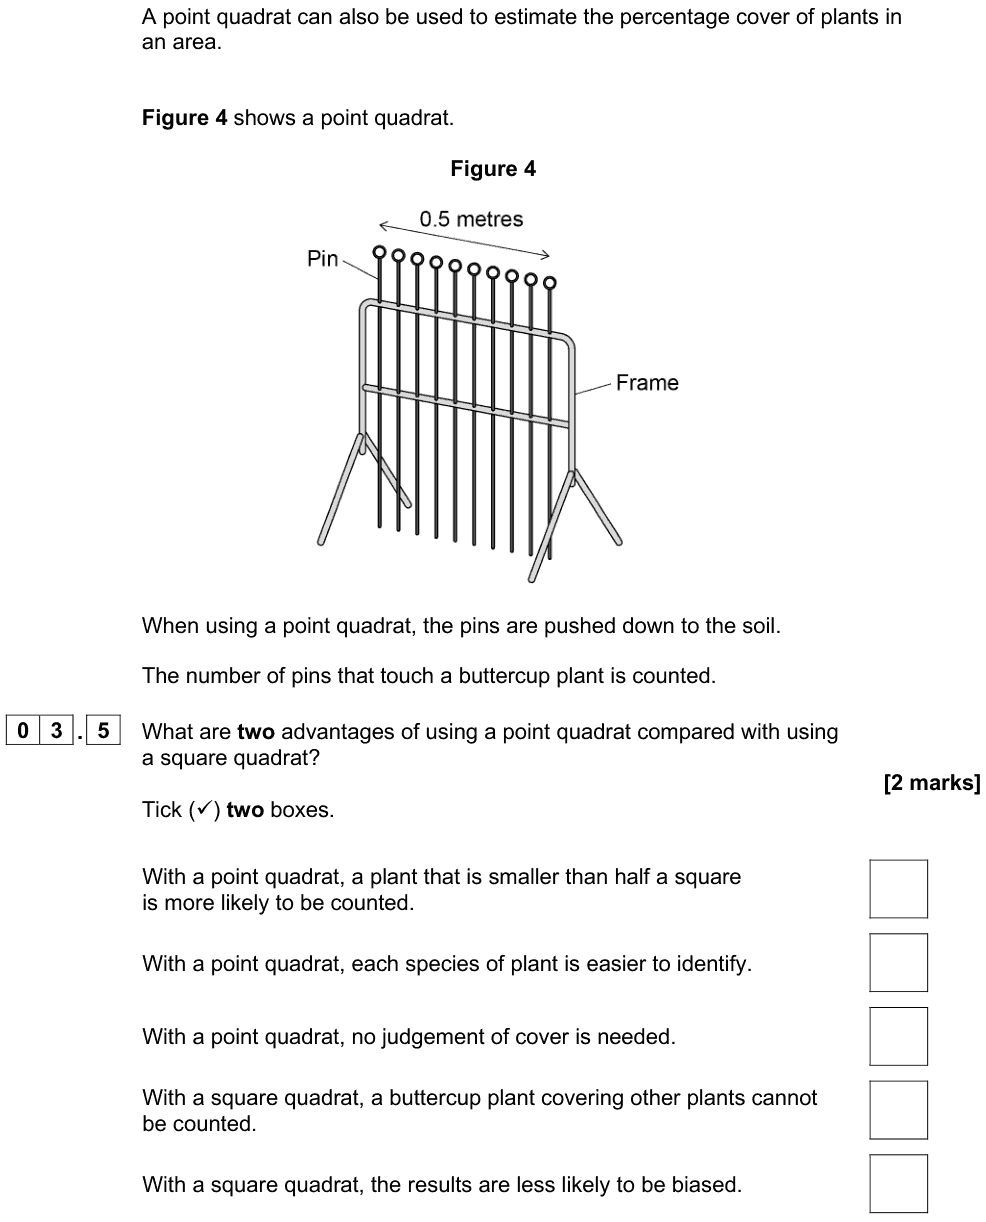 A point quadrat can also be used to estimate the percentage cover of plants in
an area.
Figure 4 shows a point quadrat.
Figure 4
0.5 metres
Pin
Frame
When using a point quadrat, the pins are pushed down to the soil.
The number of pins that touch a buttercup plant is counted.
0 3 . 5 What are two advantages of using a point quadrat compared with using
a square quadrat?
[2 marks]
Tick (✓) two boxes.
With a point quadrat, a plant that is smaller than half a square
is more likely to be counted.
With a point quadrat, each species of plant is easier to identify.
With a point quadrat, no judgement of cover is needed.
With a square quadrat, a buttercup plant covering other plants cannot
be counted.
With a square quadrat, the results are less likely to be biased.